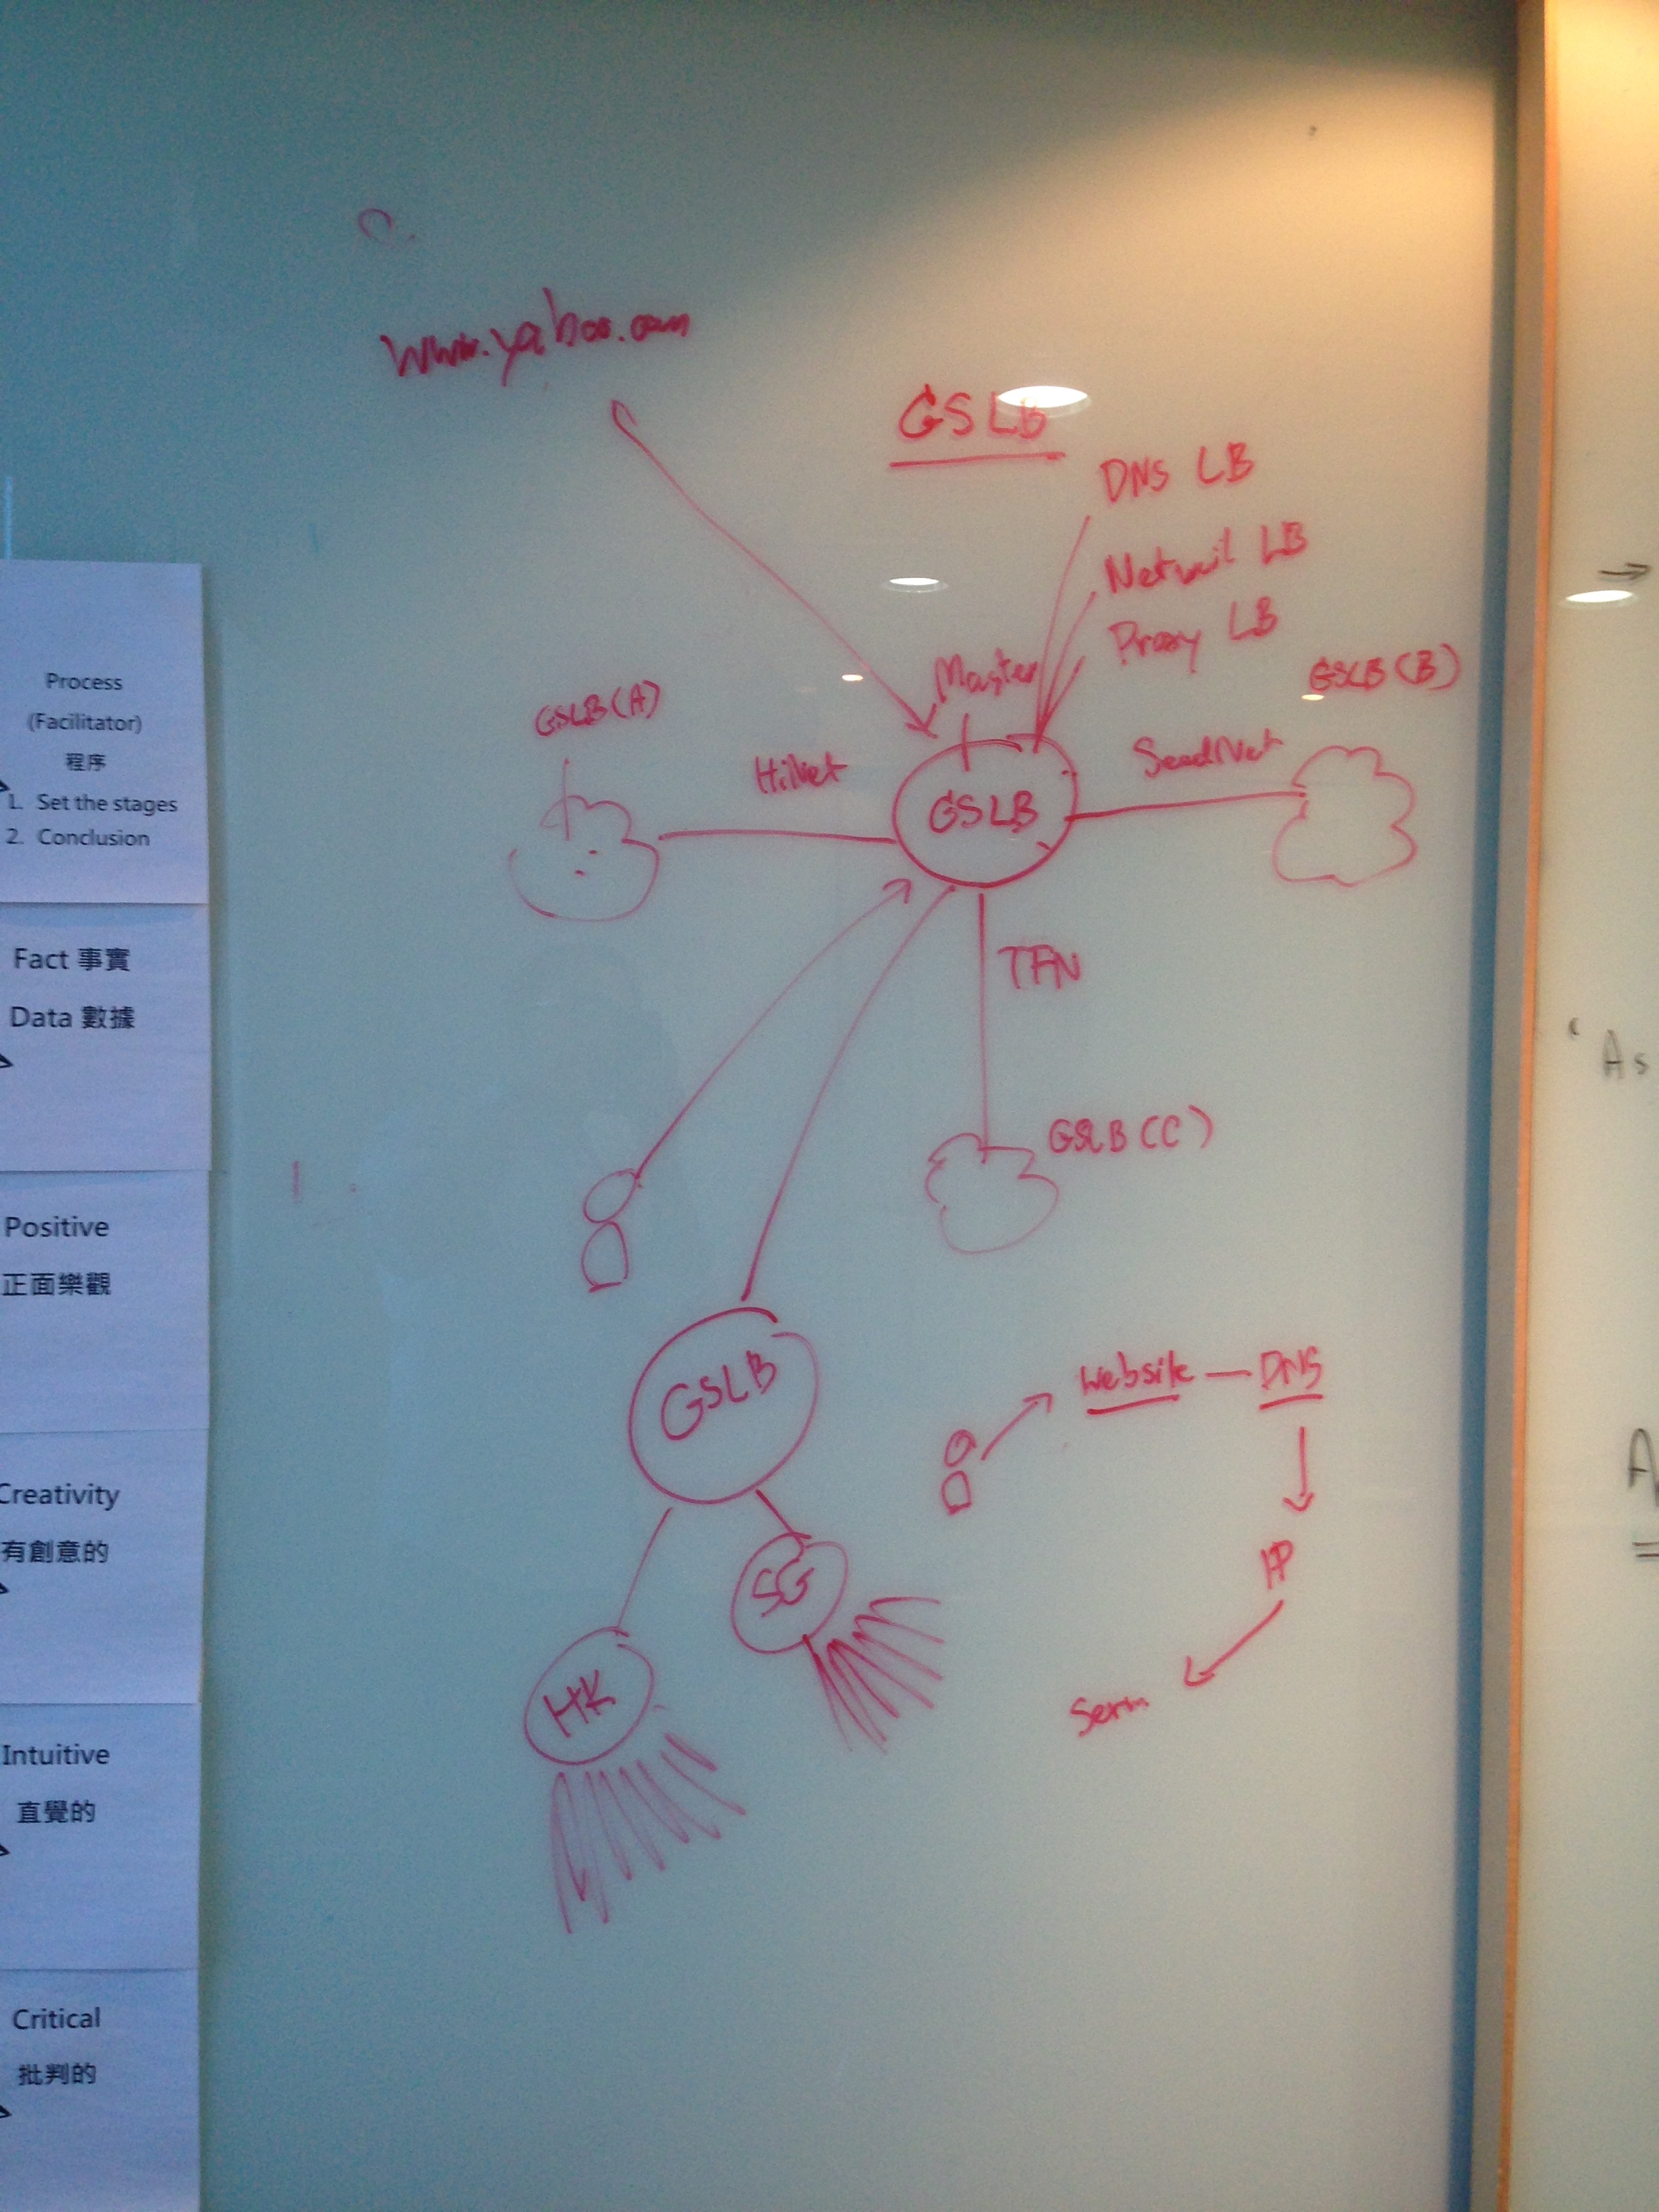 www.yahoo.com
GSLB
DNS LB
LB
Proxy LB
Master
GSLB(A)
GSLB(B)
HiNet
GSLB
SeedNet
TFN
GSLB(C)
GSLB
Website — DNS
SG
IP
HK
Process
(Facilitator)
程序
1. Set the stages
2. Conclusion
Fact 事實
Data 數據
Positive
正面樂觀
Creativity
有創意的
Intuitive
直覺的
Critical
批判的
As
A